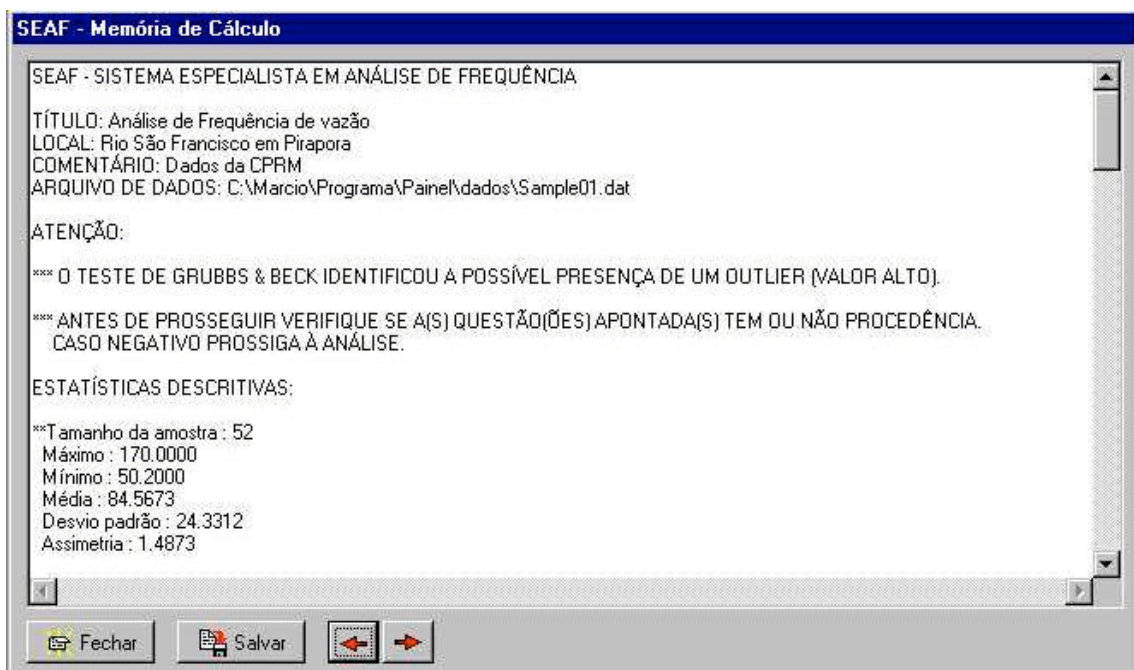 SEAF - Memória de Cálculo
SEAF - SISTEMA ESPECIALISTA EM ANÁLISE DE FREQUÊNCIA
TÍTULO: Análise de Frequência de vazão
LOCAL: Rio São Francisco em Pirapora
COMENTÁRIO: Dados da CPRM
ARQUIVO DE DADOS: C:\Marcio\Programa\Painel\dados\Sample01.dat
ATENÇÃO:
*** O TESTE DE GRUBBS & BECK IDENTIFICOU A POSSÍVEL PRESENÇA DE UM OUTLIER (VALOR ALTO).
*** ANTES DE PROSSEGUIR VERIFIQUE SE A(S) QUESTÃO(ÕES) APONTADA(S) TEM OU NÃO PROCEDÊNCIA.
CASO NEGATIVO PROSSIGA À ANÁLISE.
ESTATÍSTICAS DESCRITIVAS:
**Tamanho da amostra : 52
Máximo : 170.0000
Mínimo : 50.2000
Média : 84.5673
Desvio padrão : 24.3312
Assimetria : 1.4873
Fechar Salvar